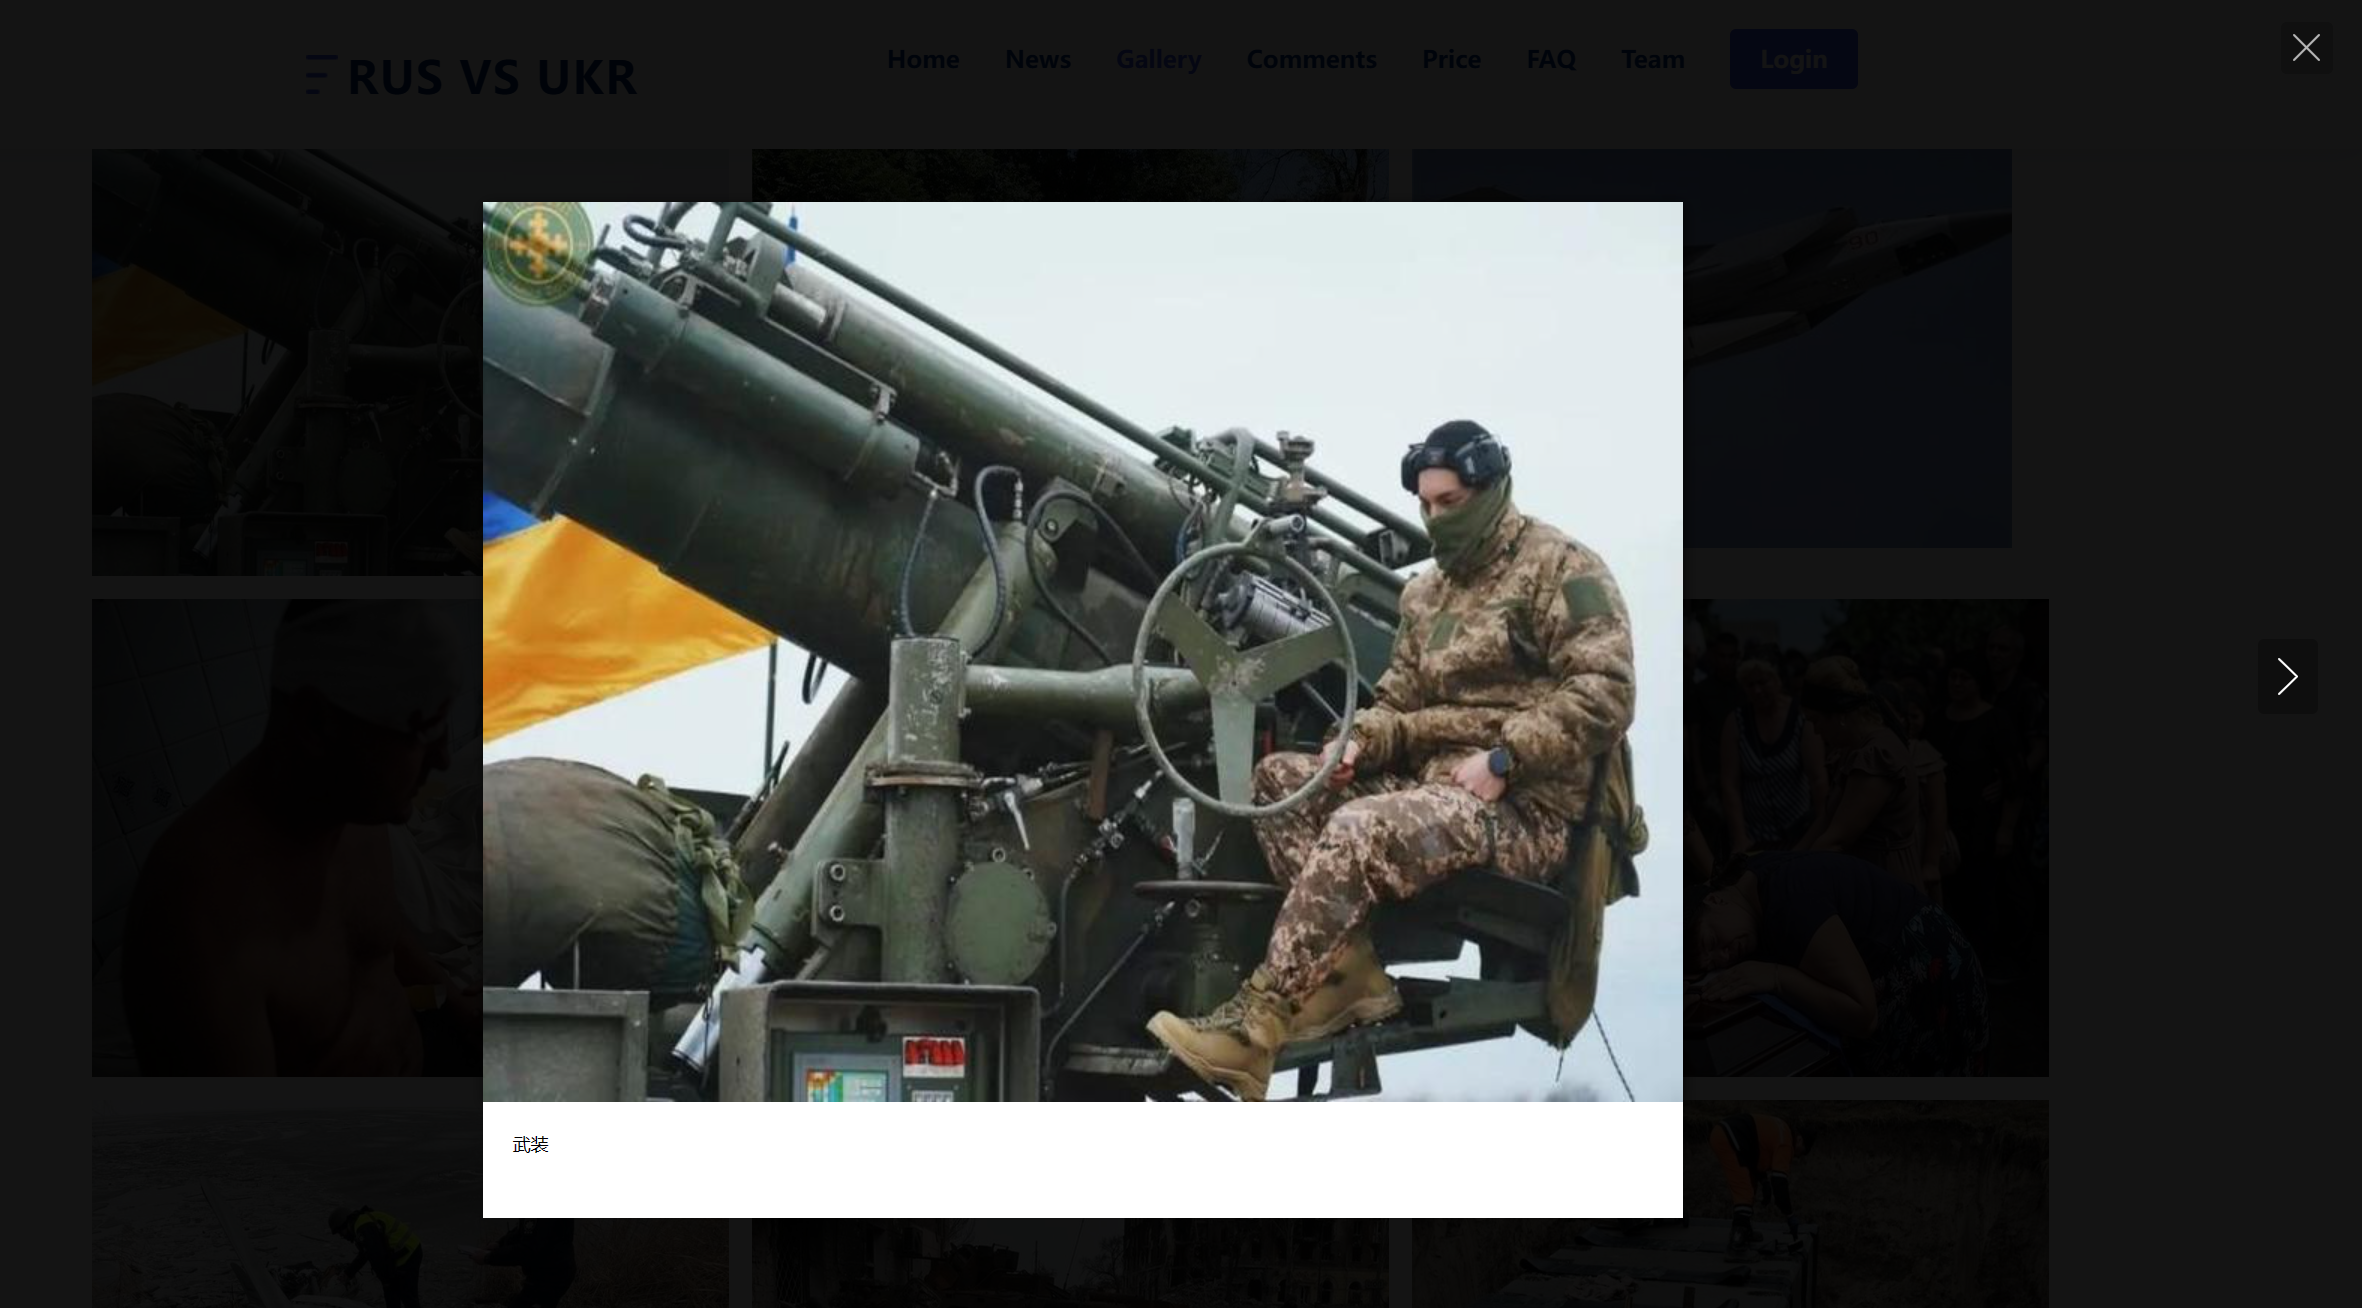 RUS VS UKR
Home News Gallery Comments Price FAQ Team Login
武装